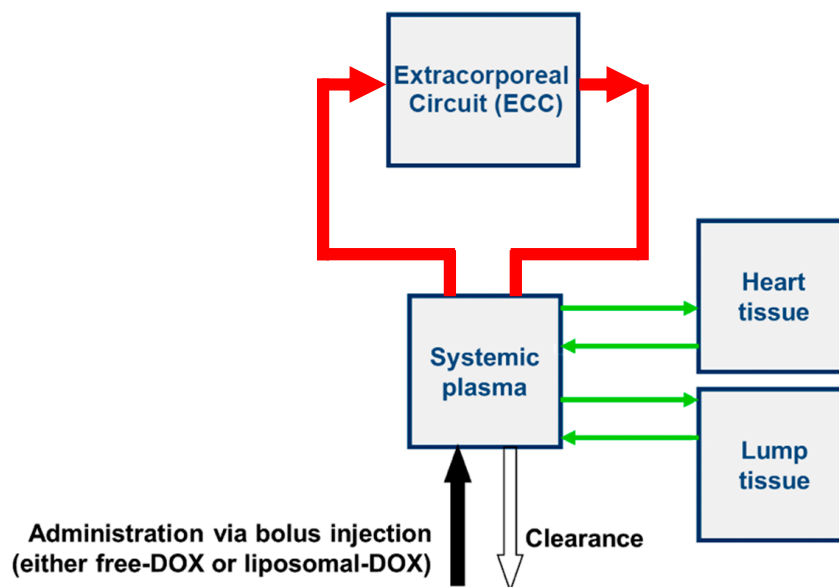 Extracorporeal
Circuit (ECC)
Heart
tissue
Systemic
plasma
Lump
tissue
Administration via bolus injection
(either free-DOX or liposomal-DOX)
Clearance